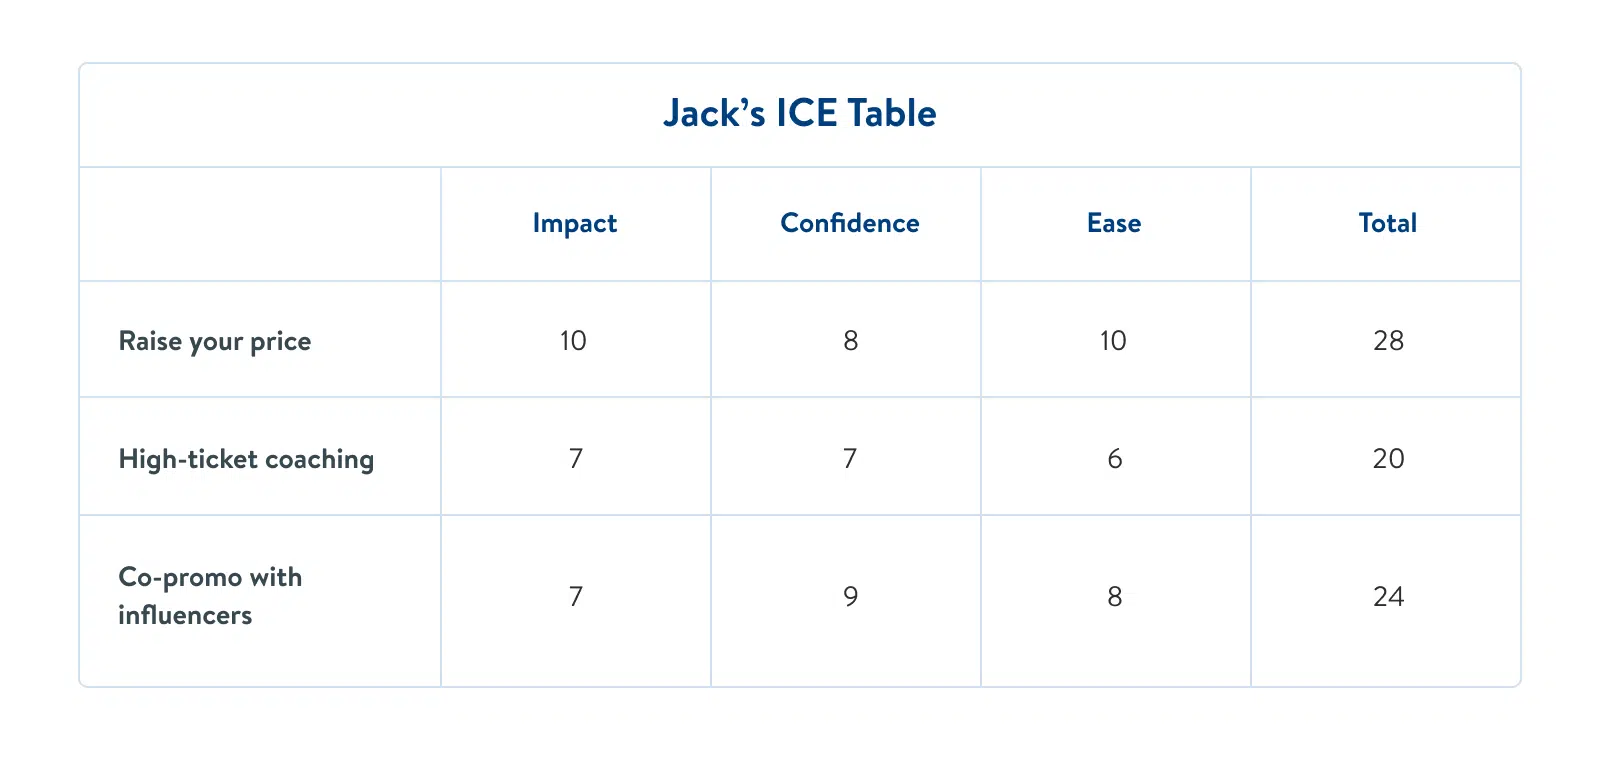 Jack’s ICE Table
Impact Confidence Ease Total
Raise your price 10 8 10 28
High-ticket coaching 7 7 6 20
Co-promo with
influencers 7 9 8 24